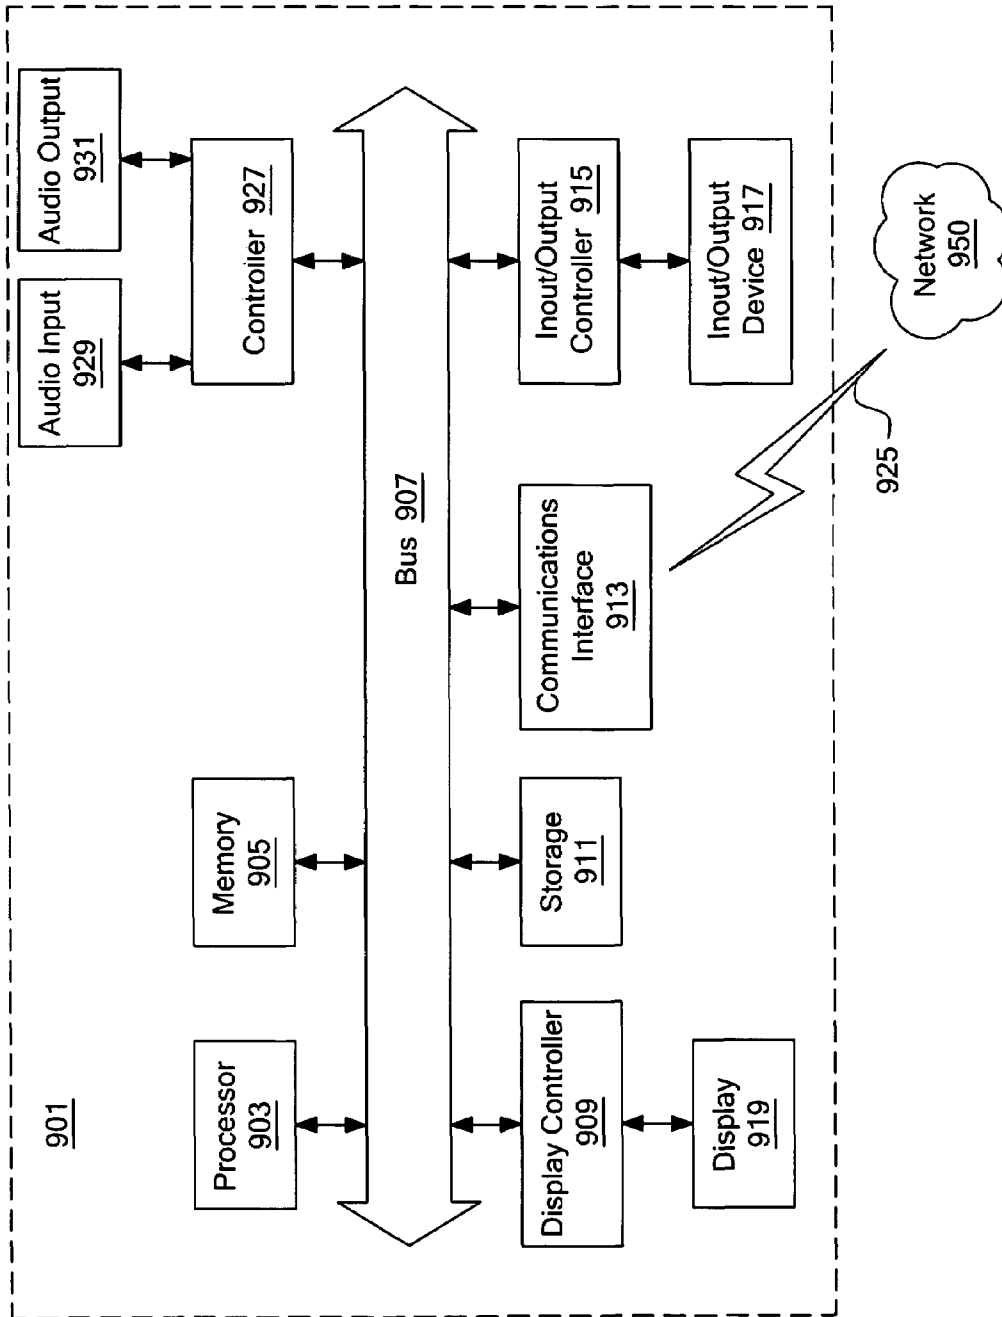 901
Processor
903
Memory
905
Controller 927
Audio Input
929
Audio Output
931
Bus 907
Display Controller
909
Display
919
Storage
911
Communications
Interface
913
Inout/Output
Controller 915
Inout/Output
Device 917
925
Network
950